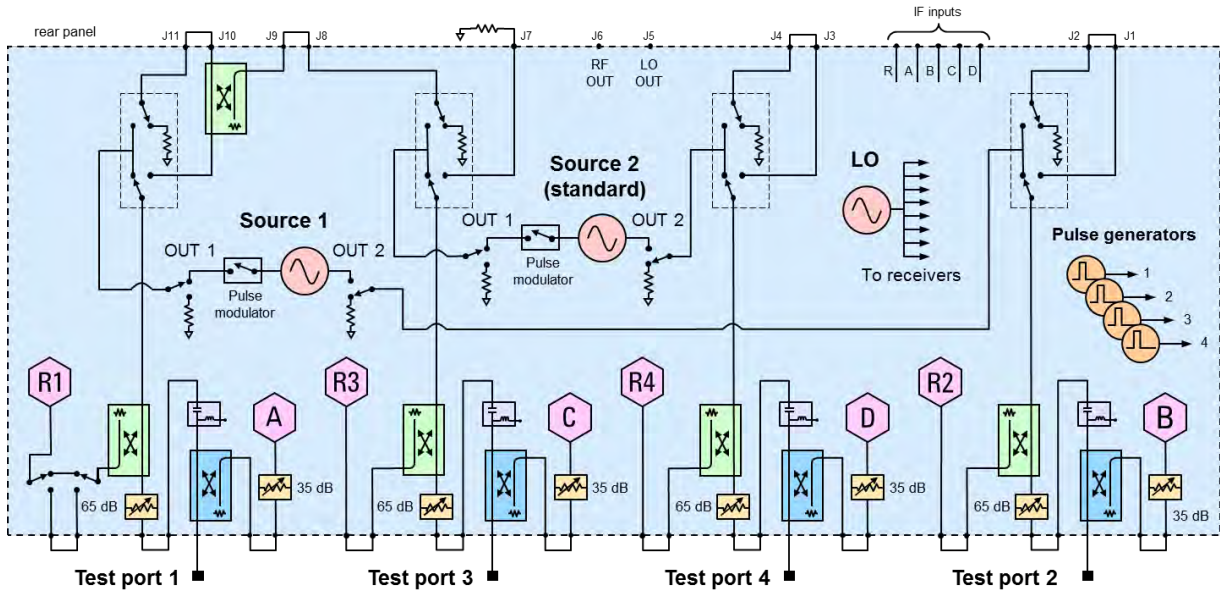 IF inputs
rear panel
J11
J10
J9
J8
J7
J6
J5
J4
J3
J2
J1
RF
OUT
LO
OUT
R
A
B
C
D
Source 2
(standard)
LO
Source 1
OUT 1
OUT 2
Pulse
modulator
OUT 1
OUT 2
Pulse
modulator
To receivers
Pulse generators
1
2
3
4
R1
A
R3
C
R4
D
R2
B
65 dB
35 dB
65 dB
35 dB
65 dB
35 dB
65 dB
35 dB
Test port 1
Test port 3
Test port 4
Test port 2